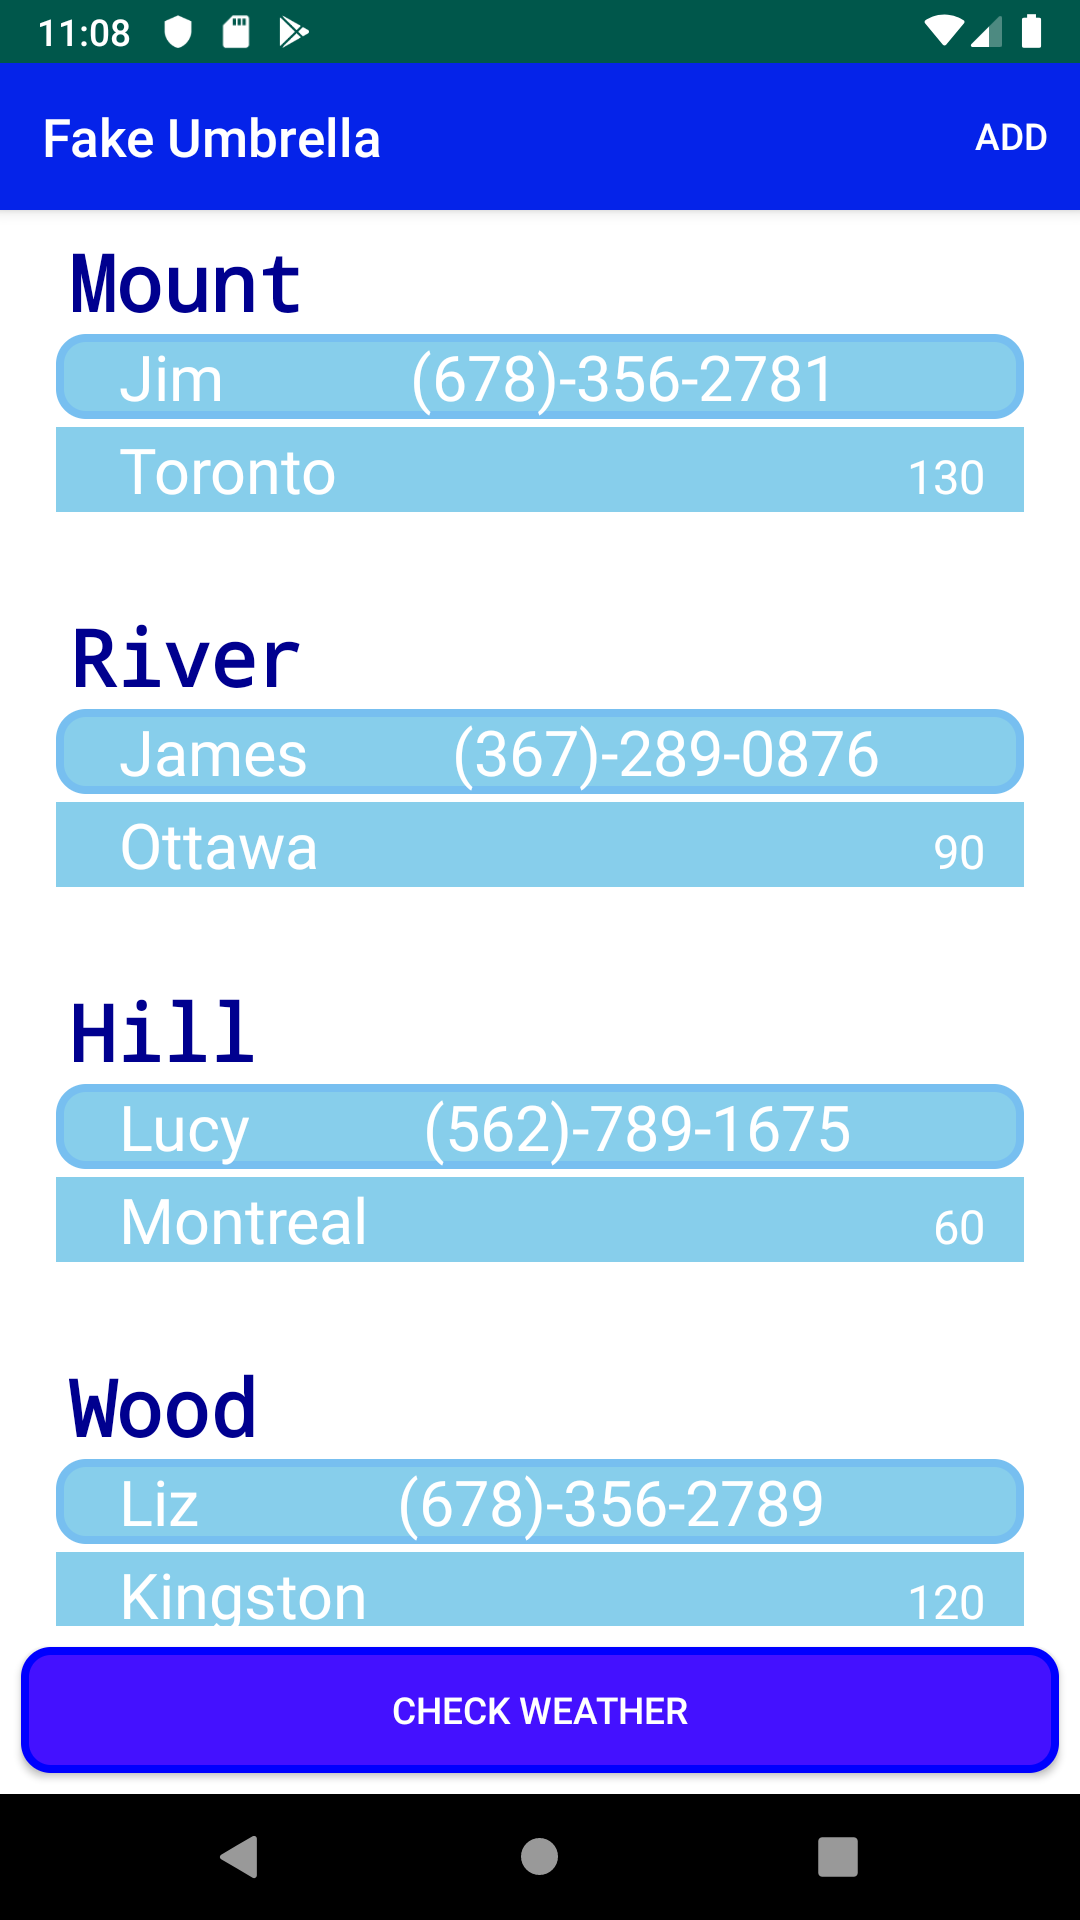 11:08
Fake Umbrella ADD
Mount
Jim (678)-356-2781
Toronto 130
River
James (367)-289-0876
Ottawa 90
Hill
Lucy (562)-789-1675
Montreal 60
Wood
Liz (678)-356-2789
Kingston 120
CHECK WEATHER